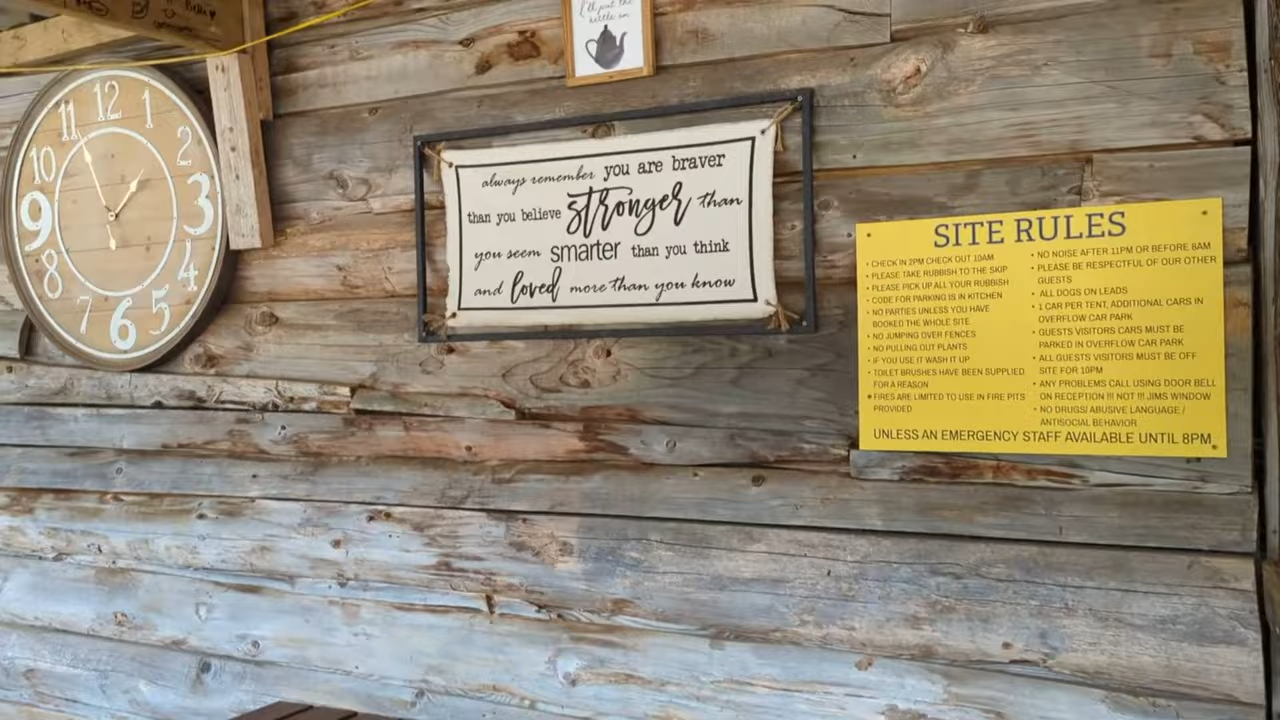 I'll put the
kettle on
12
1
2
3
4
5
6
7
8
9
10
11
always remember you are braver
than you believe stronger than
you seem smarter than you think
and loved more than you know
SITE RULES
• CHECK IN 2PM CHECK OUT 10AM
• PLEASE TAKE RUBBISH TO THE SKIP
• PLEASE PICK UP ALL YOUR RUBBISH
• CODE FOR PARKING IS IN KITCHEN
• NO PARTIES UNLESS YOU HAVE
BOOKED THE WHOLE SITE
• NO JUMPING OVER FENCES
• NO PULLING OUT PLANTS
• IF YOU USE IT WASH IT UP
• TOILET BRUSHES HAVE BEEN SUPPLIED
FOR A REASON
• FIRES ARE LIMITED TO USE IN FIRE PITS
PROVIDED
• NO NOISE AFTER 11PM OR BEFORE 8AM
• PLEASE BE RESPECTFUL OF OUR OTHER
GUESTS
• ALL DOGS ON LEADS
• 1 CAR PER TENT, ADDITIONAL CARS IN
OVERFLOW CAR PARK
• GUESTS VISITORS CARS MUST BE
PARKED IN OVERFLOW CAR PARK
• ALL GUESTS VISITORS MUST BE OFF
SITE FOR 10PM
• ANY PROBLEMS CALL USING DOOR BELL
ON RECEPTION !!! NOT !!! JIMS WINDOW
• NO DRUGS/ ABUSIVE LANGUAGE /
ANTISOCIAL BEHAVIOR
UNLESS AN EMERGENCY STAFF AVAILABLE UNTIL 8PM